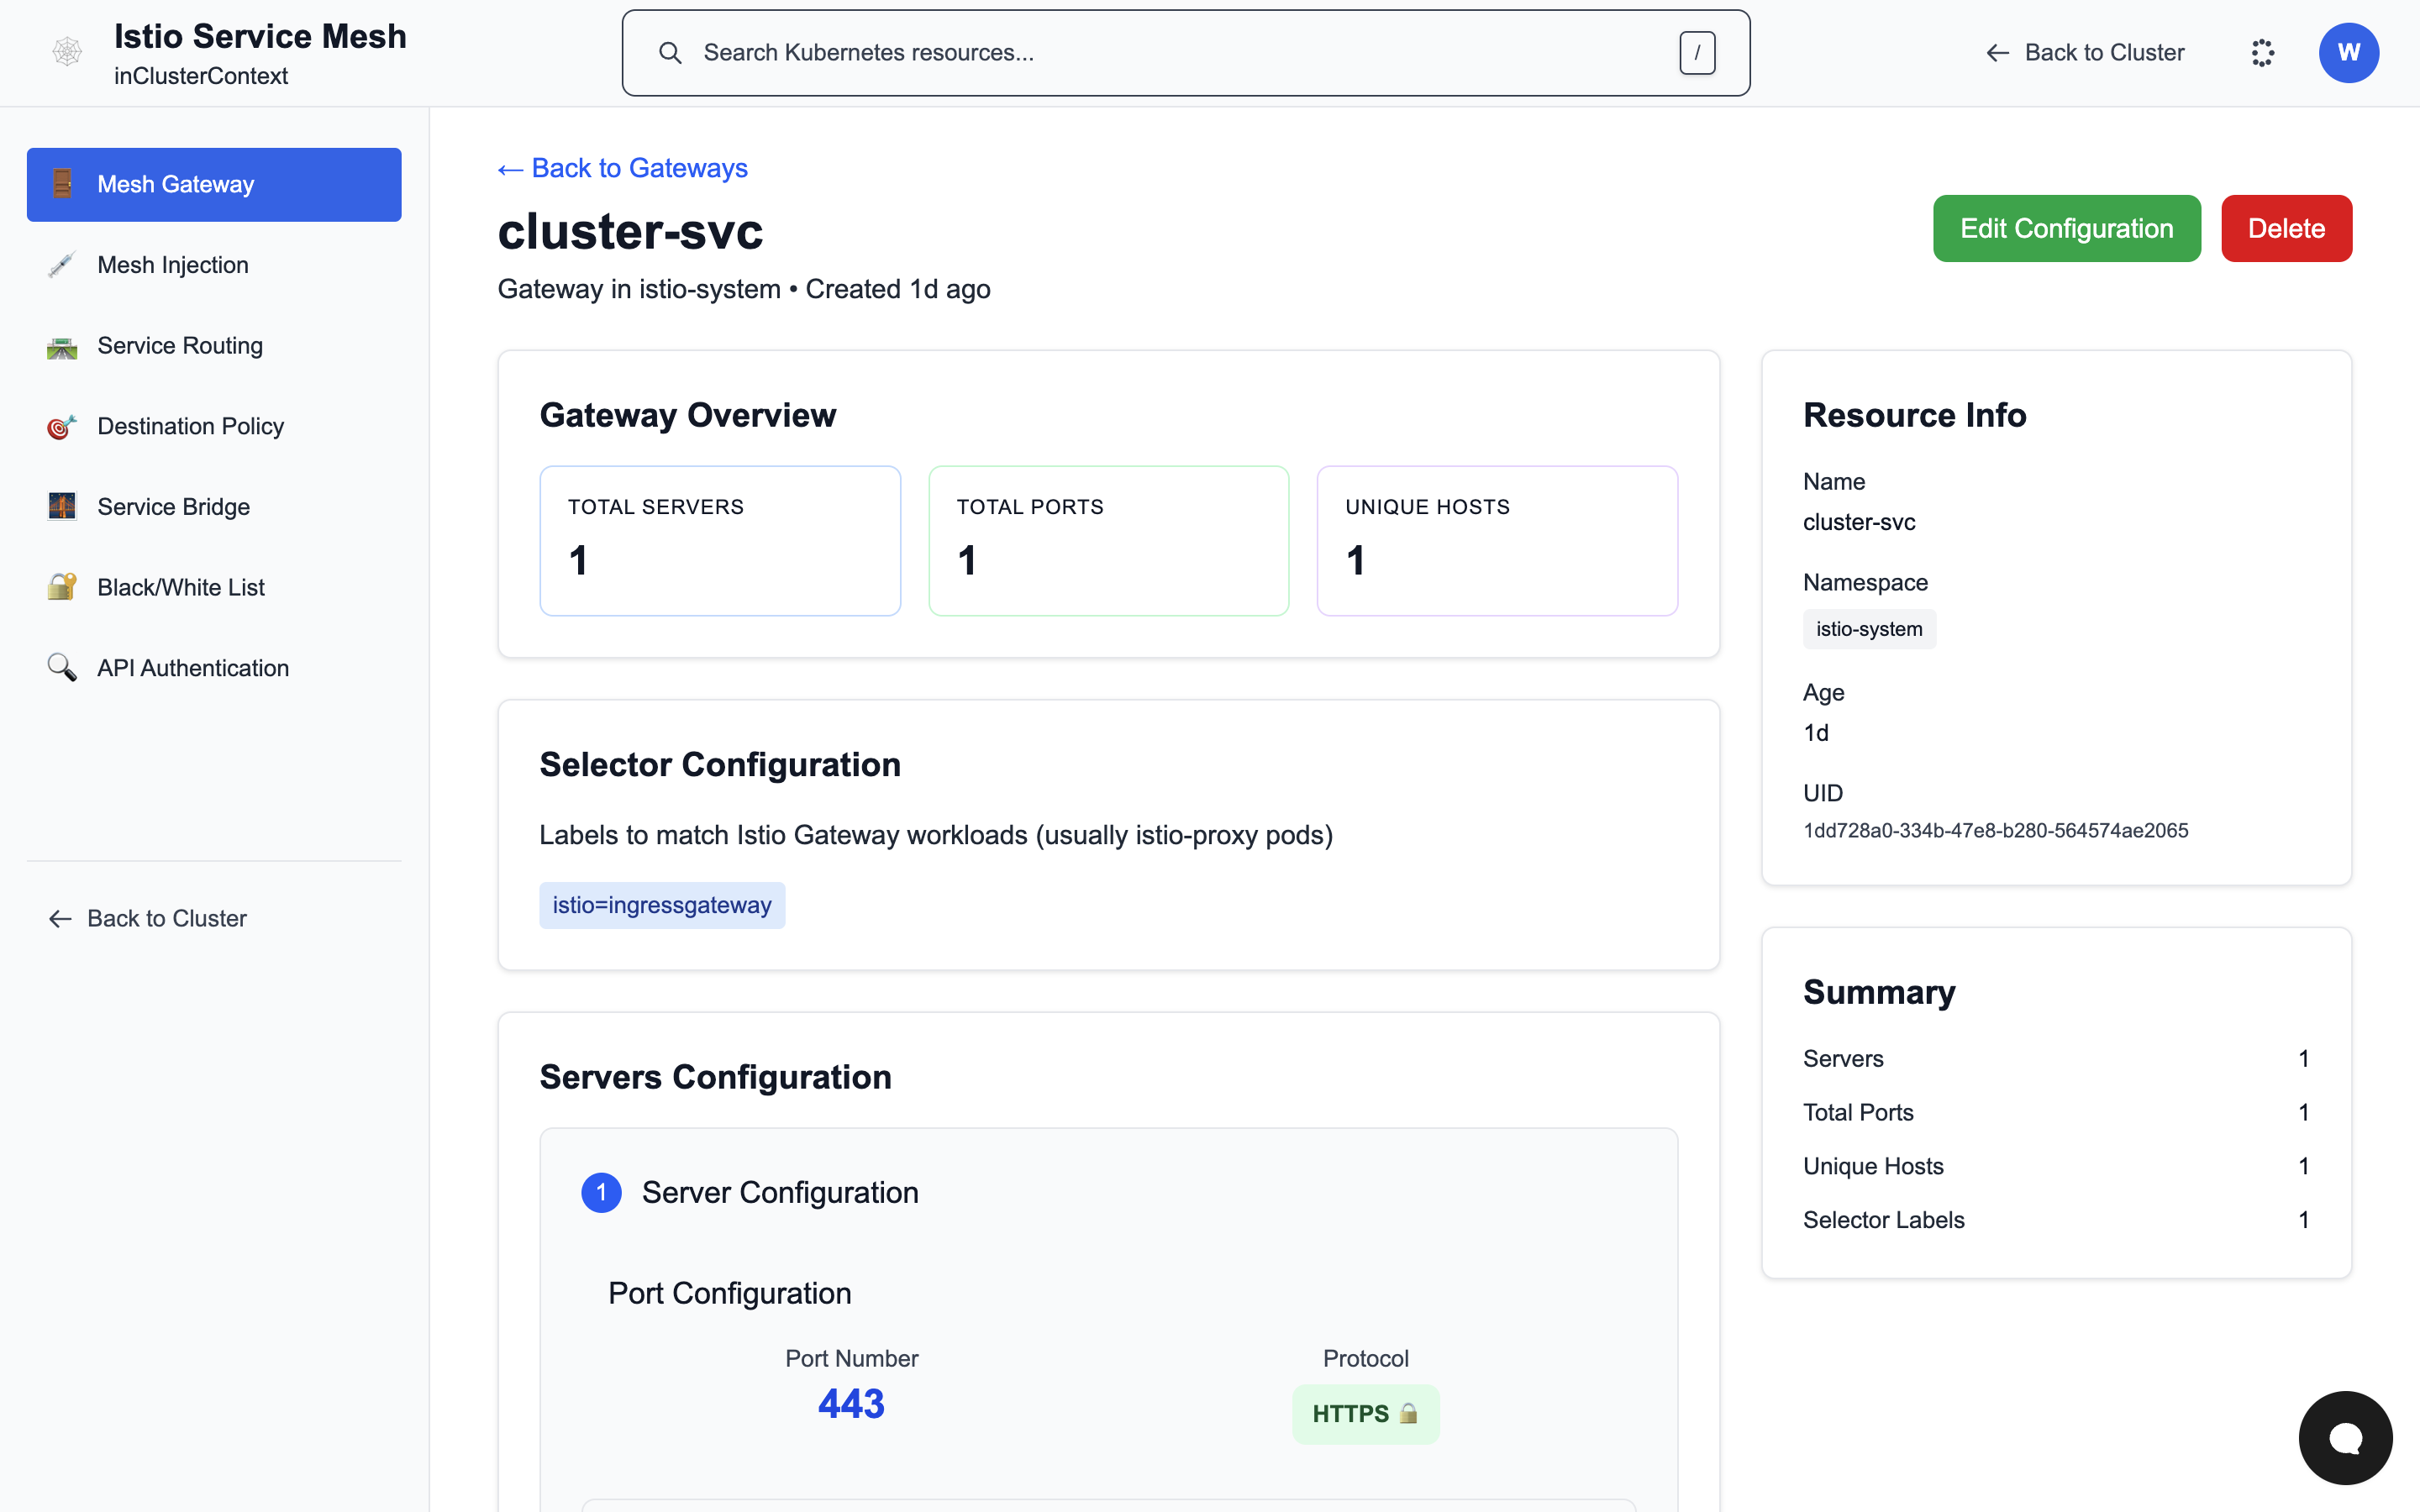 Istio Service Mesh
inClusterContext
Search Kubernetes resources...
/
← Back to Cluster
W
Mesh Gateway
Mesh Injection
Service Routing
Destination Policy
Service Bridge
Black/White List
API Authentication
← Back to Cluster
← Back to Gateways
cluster-svc
Gateway in istio-system • Created 1d ago
Edit Configuration
Delete
Gateway Overview
TOTAL SERVERS
1
TOTAL PORTS
1
UNIQUE HOSTS
1
Selector Configuration
Labels to match Istio Gateway workloads (usually istio-proxy pods)
istio=ingressgateway
Servers Configuration
1 Server Configuration
Port Configuration
Port Number
443
Protocol
HTTPS 🔒
Resource Info
Name
cluster-svc
Namespace
istio-system
Age
1d
UID
1dd728a0-334b-47e8-b280-564574ae2065
Summary
Servers 1
Total Ports 1
Unique Hosts 1
Selector Labels 1